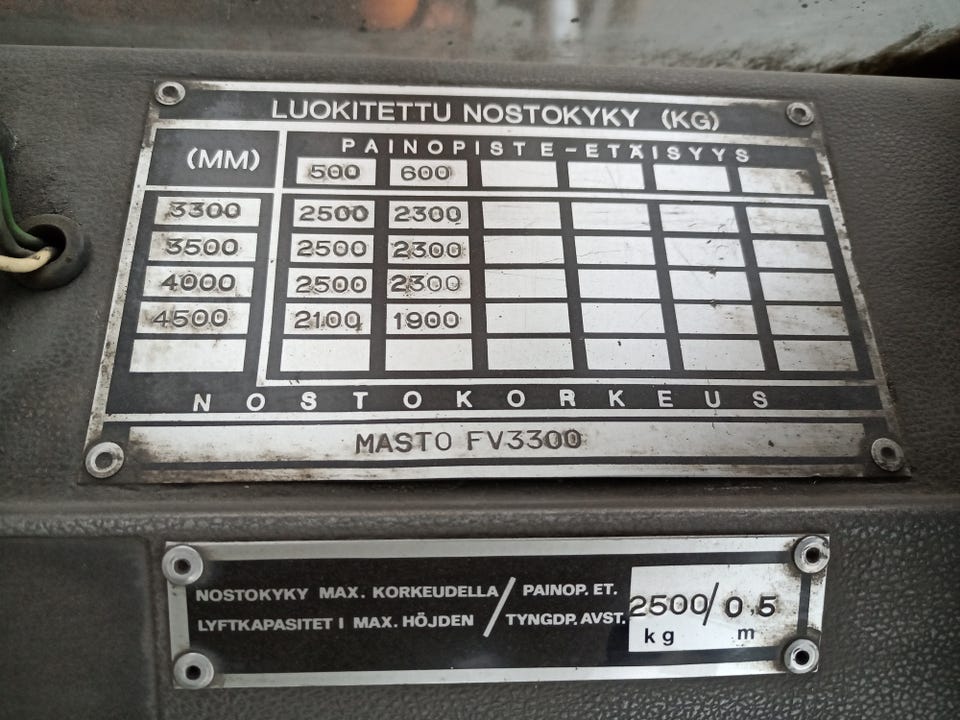 LUOKITETTU NOSTOKYKY (KG)
(MM) PAINOPISTE-ETÄISYYS
500 600
3300 2500 2300
3500 2500 2300
4000 2500 2300
4500 2100 1900
NOSTOKORKEUS
MASTO FV3300
NOSTOKYKY MAX. KORKEUDELLA / PAINOP. ET. 2500/0,5
LYFTKAPASITET I MAX. HÖJDEN / TYNGDP. AVST. kg m